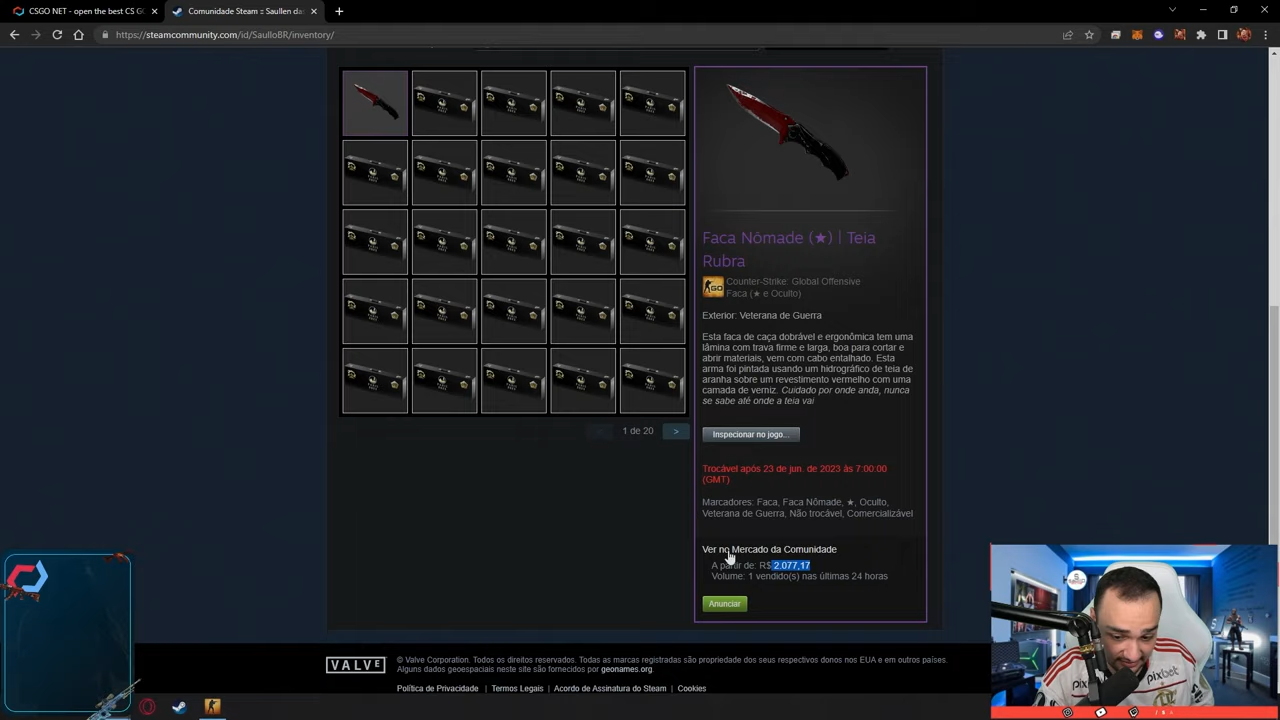 CSGO NET - open the best CS G
Comunidade Steam :: Saullen da
https://steamcommunity.com/id/SaulloBR/inventory/
Faca Nômade (★) | Teia
Rubra
Counter-Strike: Global Offensive
Faca (★ e Oculto)
Exterior: Veterana de Guerra
Esta faca de caça dobrável e ergonômica tem uma
lâmina com trava firme e larga, boa para cortar e
abrir materiais, vem com cabo entalhado. Esta
arma foi pintada usando um hidrográfico de teia de
aranha sobre um revestimento vermelho com uma
camada de verniz. Cuidado por onde anda, nunca
se sabe até onde a teia vai
1 de 20 >
Inspecionar no jogo...
Trocável após 23 de jun. de 2023 às 7:00:00
(GMT)
Marcadores: Faca, Faca Nômade, ★, Oculto,
Veterana de Guerra, Não trocável, Comercializável
Ver no Mercado da Comunidade
A partir de: R$ 2.077,17
Volume: 1 vendido(s) nas últimas 24 horas
Anunciar
VALVE
© Valve Corporation. Todos os direitos reservados. Todas as marcas registradas são propriedade dos seus respectivos donos nos EUA e em outros países.
Alguns dados geoespaciais neste site são fornecidos por geonames.org.
Política de Privacidade | Termos Legais | Acordo de Assinatura do Steam | Cookies
pixbet